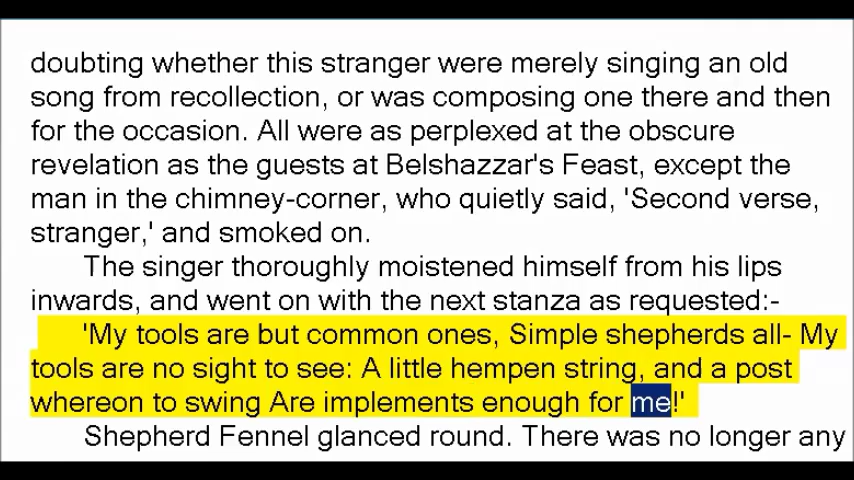 doubting whether this stranger were merely singing an old
song from recollection, or was composing one there and then
for the occasion. All were as perplexed at the obscure
revelation as the guests at Belshazzar's Feast, except the
man in the chimney-corner, who quietly said, 'Second verse,
stranger,' and smoked on.
The singer thoroughly moistened himself from his lips
inwards, and went on with the next stanza as requested:-
'My tools are but common ones, Simple shepherds all- My
tools are no sight to see: A little hempen string, and a post
whereon to swing Are implements enough for me!'
Shepherd Fennel glanced round. There was no longer any